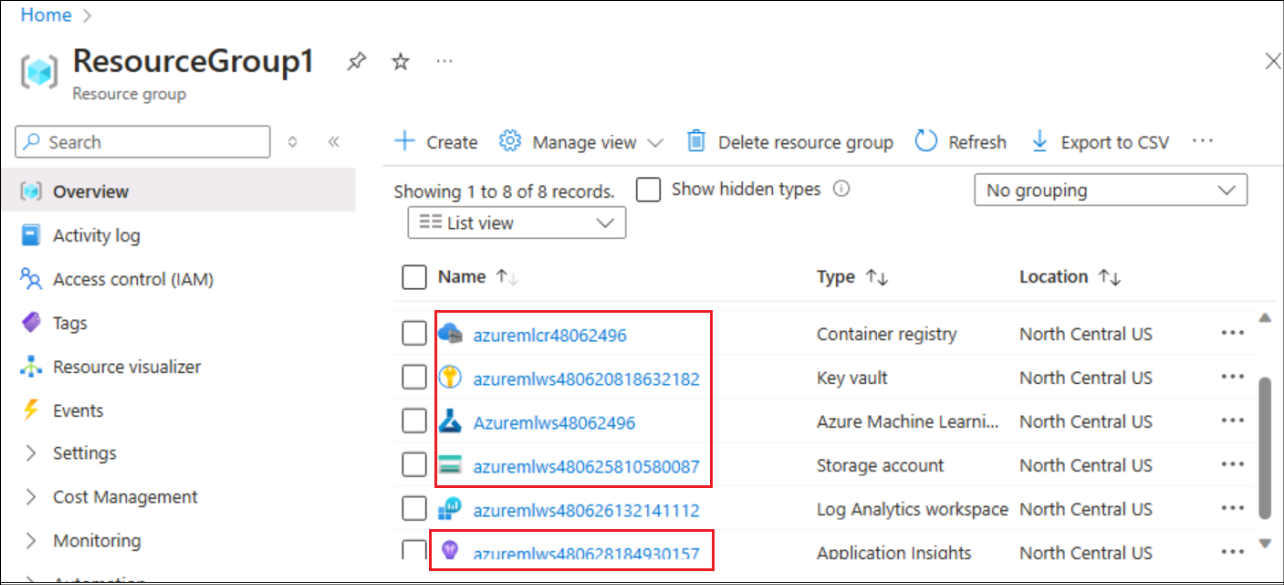 Home >
ResourceGroup1 ...
Resource group
Search
Create Manage view Delete resource group Refresh Export to CSV ...
Overview
Activity log
Access control (IAM)
Tags
Resource visualizer
Events
Settings
Cost Management
Monitoring
Automation
Showing 1 to 8 of 8 records. Show hidden types No grouping
List view
Name Type Location
azuremlcr48062496 Container registry North Central US ...
azuremlws480620818632182 Key vault North Central US ...
Azuremlws48062496 Azure Machine Learni... North Central US ...
azuremlws480625810580087 Storage account North Central US ...
azuremlws480626132141112 Log Analytics workspace North Central US ...
azuremlws480628184930157 Application Insights North Central US ...